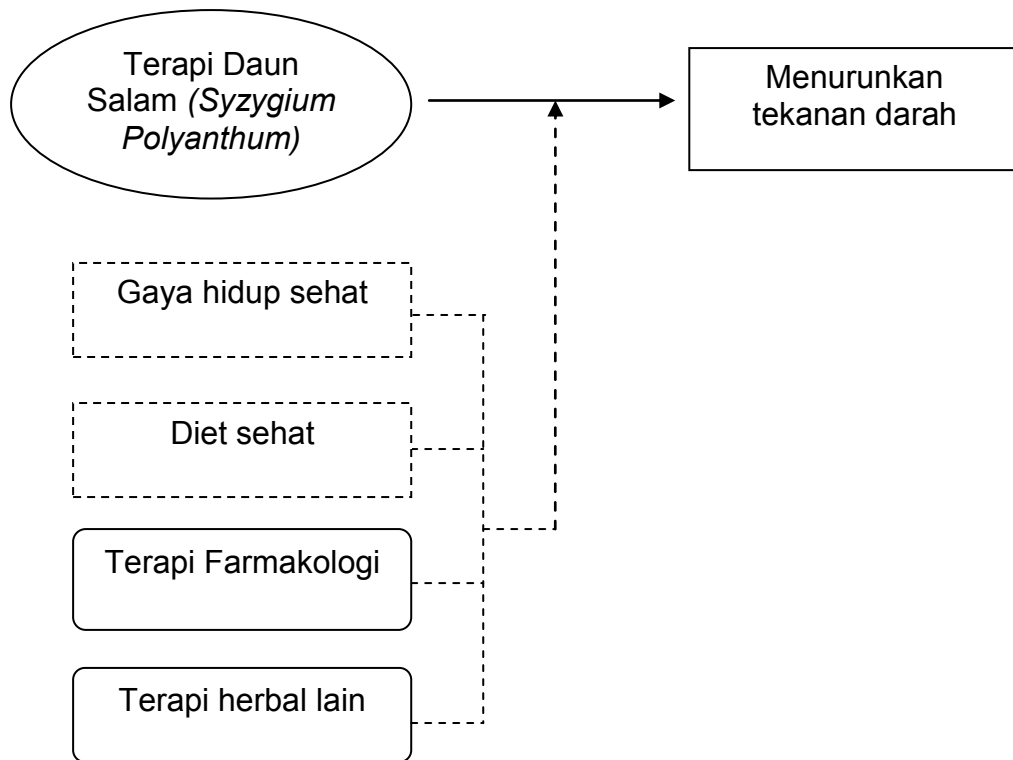 Terapi Daun
Salam (Syzygium
Polyanthum)
Menurunkan
tekanan darah
Gaya hidup sehat
Diet sehat
Terapi Farmakologi
Terapi herbal lain